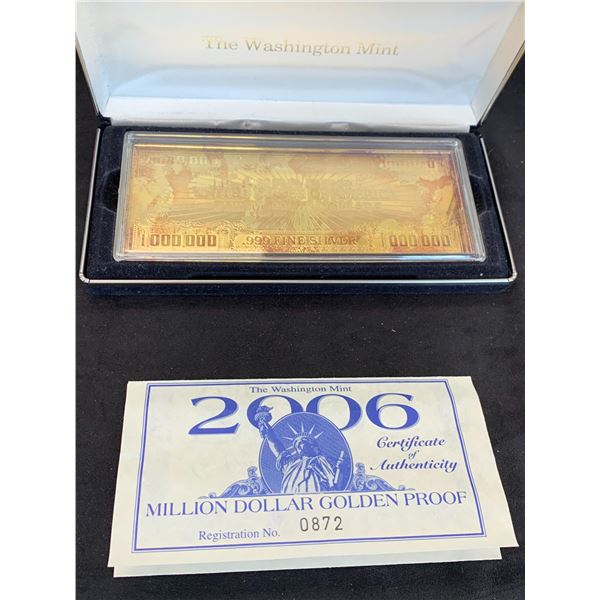 The Washington Mint
1 000 000 .999 FINE SILVER 1 000 000
The Washington Mint
2006
Certificate
of
Authenticity
MILLION DOLLAR GOLDEN PROOF
Registration No. 0872